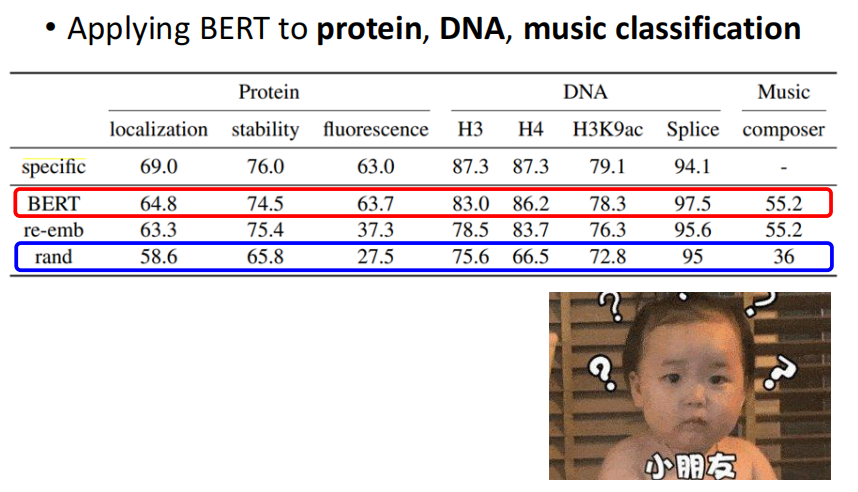 • Applying BERT to protein, DNA, music classification
Protein DNA Music
localization stability fluorescence H3 H4 H3K9ac Splice composer
specific 69.0 76.0 63.0 87.3 87.3 79.1 94.1 -
BERT 64.8 74.5 63.7 83.0 86.2 78.3 97.5 55.2
re-emb 63.3 75.4 37.3 78.5 83.7 76.3 95.6 55.2
rand 58.6 65.8 27.5 75.6 66.5 72.8 95 36
? ? ?
? ?
小朋友